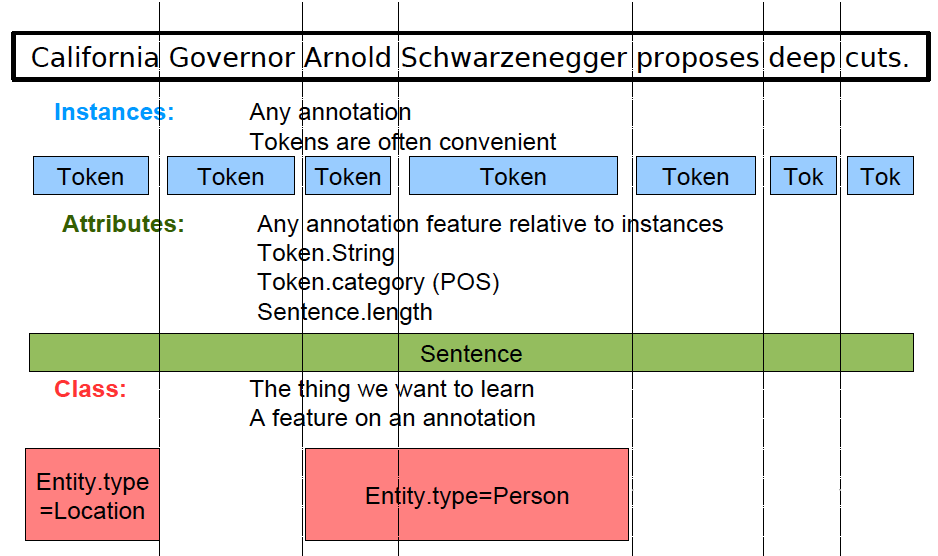 California Governor Arnold Schwarzenegger proposes deep cuts.
Instances: Any annotation
Tokens are often convenient
Token Token Token Token Token Tok Tok
Attributes: Any annotation feature relative to instances
Token.String
Token.category (POS)
Sentence.length
Sentence
Class: The thing we want to learn
A feature on an annotation
Entity.type
=Location
Entity.type=Person